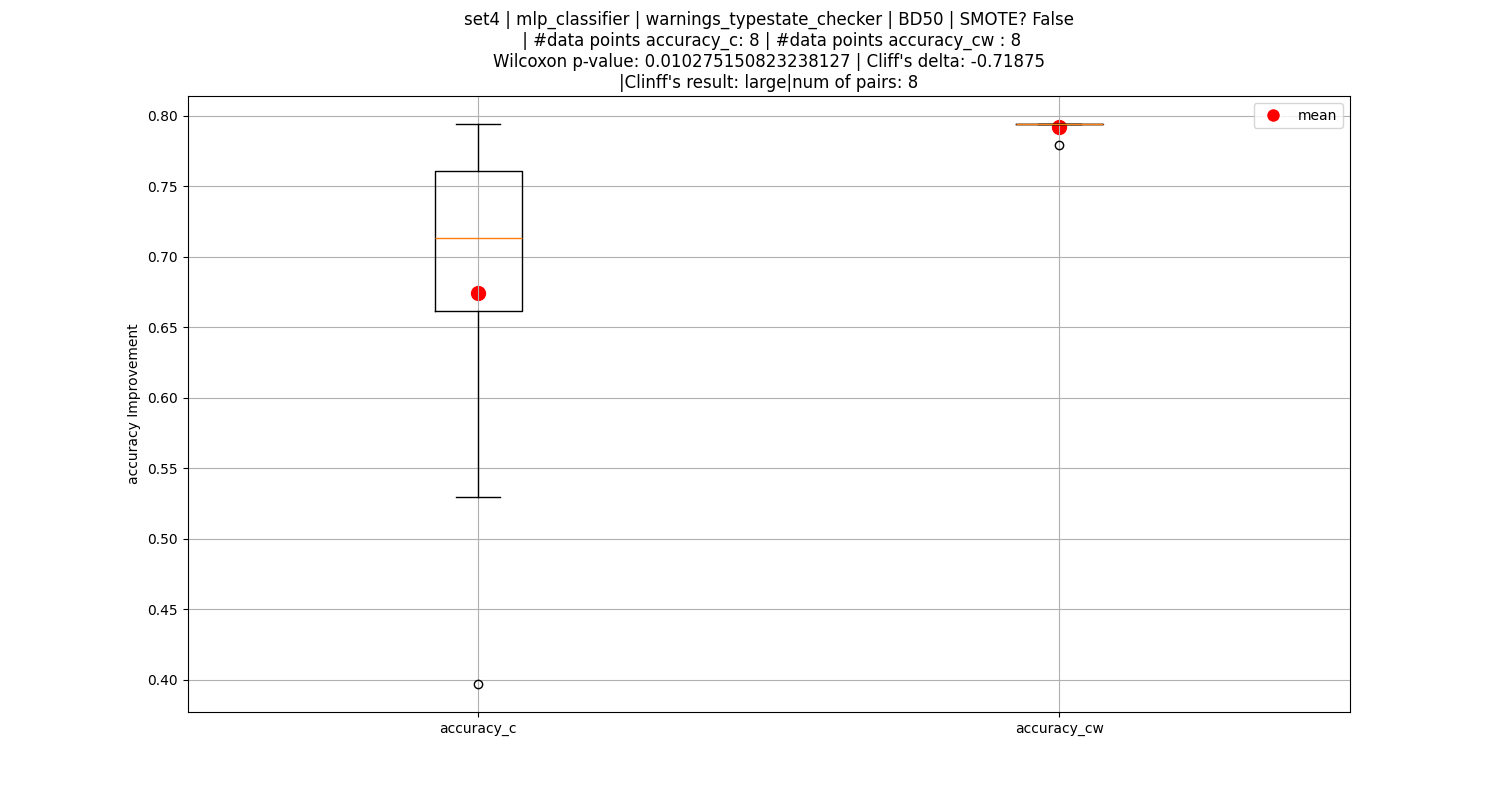 set4 | mlp_classifier | warnings_typestate_checker | BD50 | SMOTE? False
| #data points accuracy_c: 8 | #data points accuracy_cw : 8
Wilcoxon p-value: 0.010275150823238127 | Cliff's delta: -0.71875
|Clinff's result: large|num of pairs: 8
mean
0.80
0.75
0.70
0.65
0.60
0.55
0.50
0.45
0.40
accuracy Improvement
accuracy_c
accuracy_cw